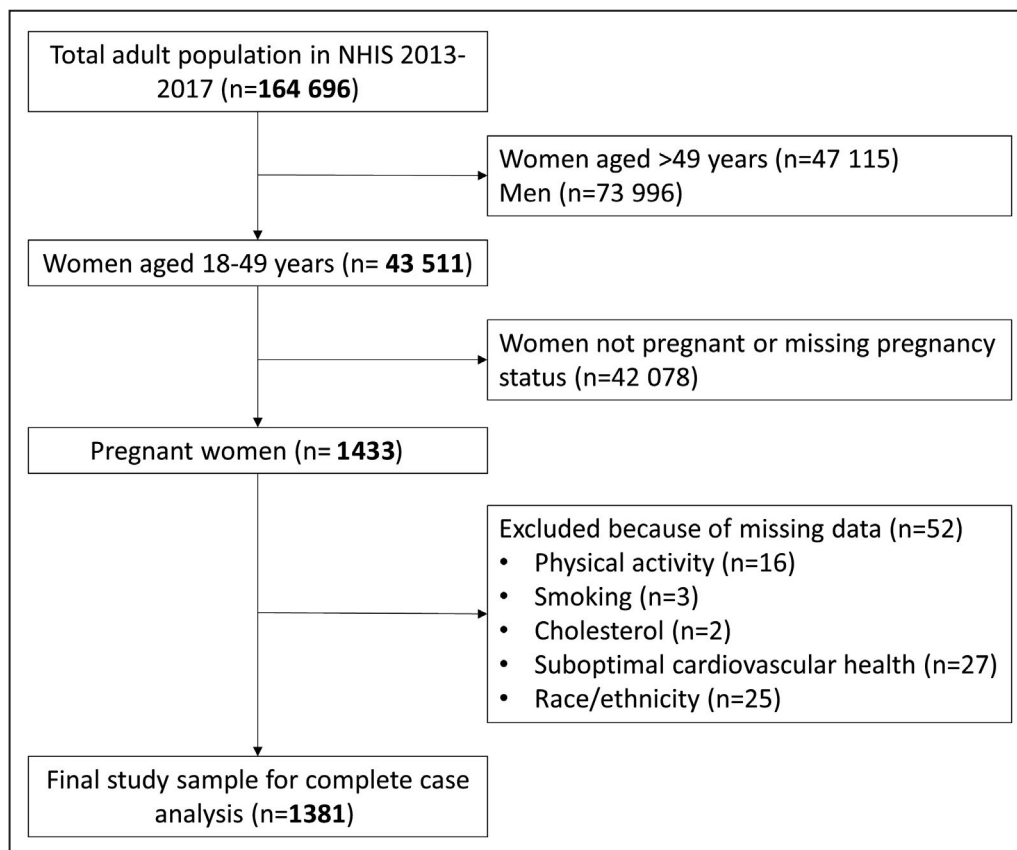 Total adult population in NHIS 2013-
2017 (n=164 696)
Women aged >49 years (n=47 115)
Men (n=73 996)
Women aged 18-49 years (n= 43 511)
Women not pregnant or missing pregnancy
status (n=42 078)
Pregnant women (n= 1433)
Excluded because of missing data (n=52)
• Physical activity (n=16)
• Smoking (n=3)
• Cholesterol (n=2)
• Suboptimal cardiovascular health (n=27)
• Race/ethnicity (n=25)
Final study sample for complete case
analysis (n=1381)